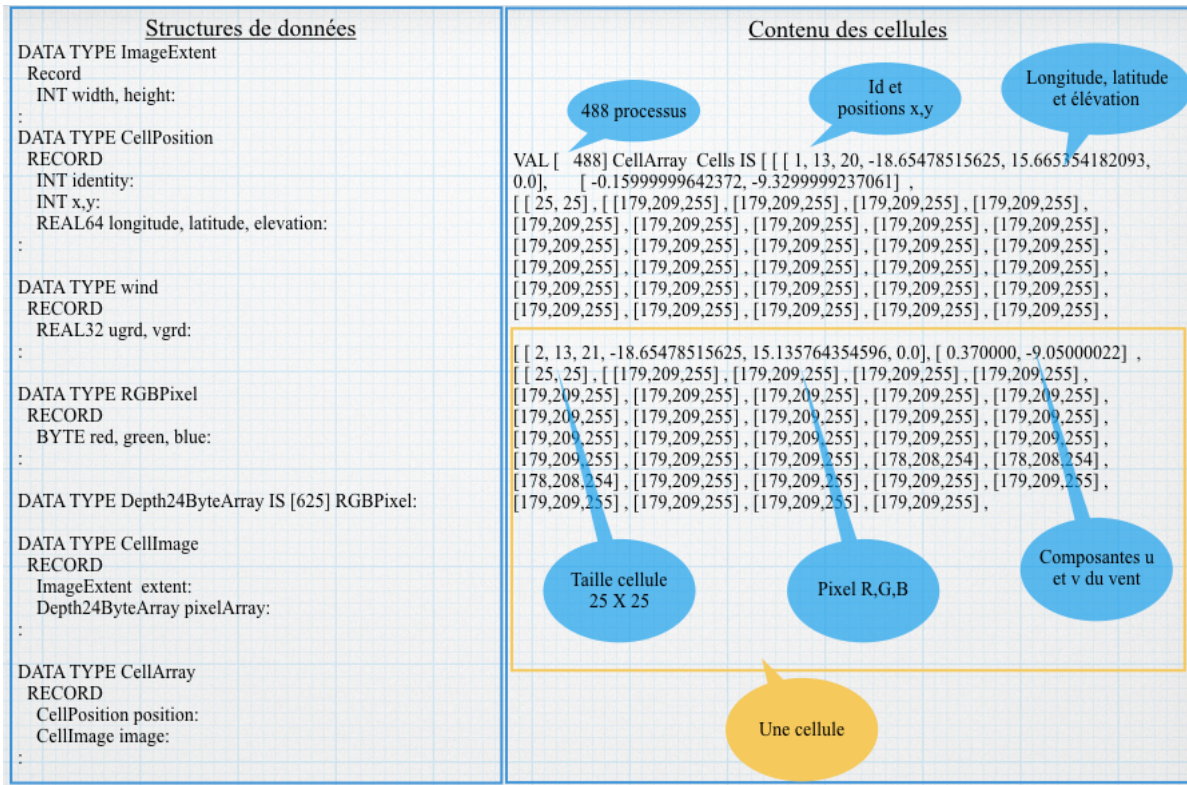 Structures de données
DATA TYPE ImageExtent
Record
INT width, height:
:
DATA TYPE CellPosition
RECORD
INT identity:
INT x,y:
REAL64 longitude, latitude, elevation:
:
DATA TYPE wind
RECORD
REAL32 ugrd, vgrd:
:
DATA TYPE RGBPixel
RECORD
BYTE red, green, blue:
:
DATA TYPE Depth24ByteArray IS [625] RGBPixel:
DATA TYPE CellImage
RECORD
ImageExtent extent:
Depth24ByteArray pixelArray:
:
DATA TYPE CellArray
RECORD
CellPosition position:
CellImage image:
:
Contenu des cellules
488 processus
Id et
positions x,y
Longitude, latitude
et élévation
VAL [ 488] CellArray Cells IS [ [ [ 1, 13, 20, -18.65478515625, 15.665354182093,
0.0], [ -0.15999999642372, -9.3299999237061] ,
[ [ 25, 25] , [ [179,209,255] , [179,209,255] , [179,209,255] , [179,209,255] ,
[179,209,255] , [179,209,255] , [179,209,255] , [179,209,255] , [179,209,255] ,
[179,209,255] , [179,209,255] , [179,209,255] , [179,209,255] , [179,209,255] ,
[179,209,255] , [179,209,255] , [179,209,255] , [179,209,255] , [179,209,255] ,
[179,209,255] , [179,209,255] , [179,209,255] , [179,209,255] , [179,209,255] ,
[179,209,255] , [179,209,255] , [179,209,255] , [179,209,255] , [179,209,255] ,
[ [ 2, 13, 21, -18.65478515625, 15.135764354596, 0.0], [ 0.370000, -9.05000022] ,
[ [ 25, 25] , [ [179,209,255] , [179,209,255] , [179,209,255] , [179,209,255] ,
[179,209,255] , [179,209,255] , [179,209,255] , [179,209,255] , [179,209,255] ,
[179,209,255] , [179,209,255] , [179,209,255] , [179,209,255] , [179,209,255] ,
[179,209,255] , [179,209,255] , [179,209,255] , [179,209,255] , [179,209,255] ,
[179,209,255] , [179,209,255] , [179,209,255] , [178,208,254] , [178,208,254] ,
[178,208,254] , [179,209,255] , [179,209,255] , [179,209,255] , [179,209,255] ,
[179,209,255] , [179,209,255] , [179,209,255] , [179,209,255] ,
Taille cellule
25 X 25
Pixel R,G,B
Composantes u
et v du vent
Une cellule